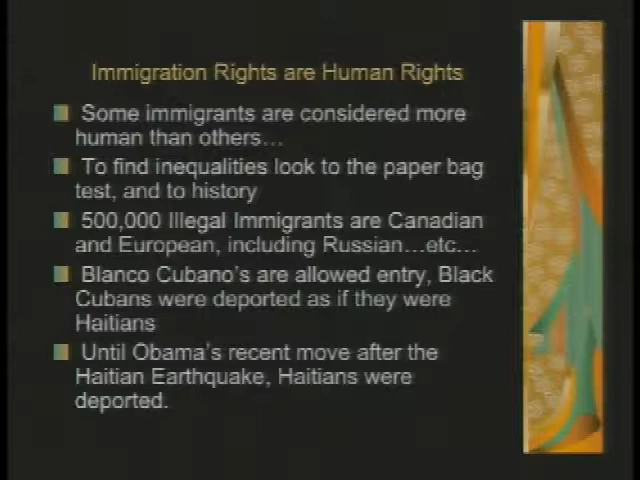 Immigration Rights are Human Rights
Some immigrants are considered more
human than others…
To find inequalities look to the paper bag
test, and to history
500,000 Illegal Immigrants are Canadian
and European, including Russian…etc…
Blanco Cubano's are allowed entry, Black
Cubans were deported as if they were
Haitians
Until Obama's recent move after the
Haitian Earthquake, Haitians were
deported.